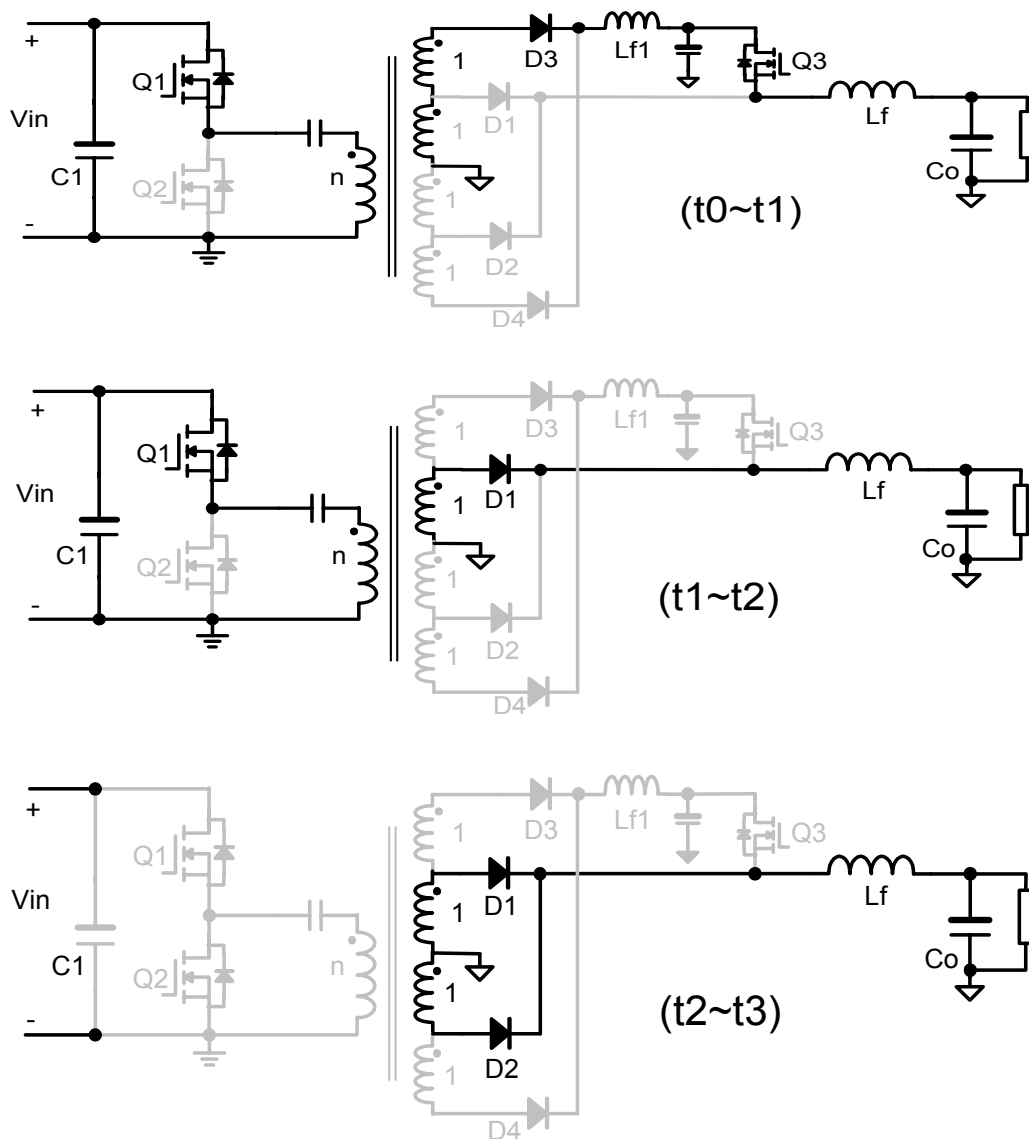 +
Vin
-
C1
Q1
Q2
n
1
1
1
1
D3
D1
D2
D4
Lf1
Q3
Lf
Co
(t0~t1)
+
Vin
-
C1
Q1
Q2
n
1
1
1
1
D3
D1
D2
D4
Lf1
Q3
Lf
Co
(t1~t2)
+
Vin
-
C1
Q1
Q2
n
1
1
1
1
D3
D1
D2
D4
Lf1
Q3
Lf
Co
(t2~t3)